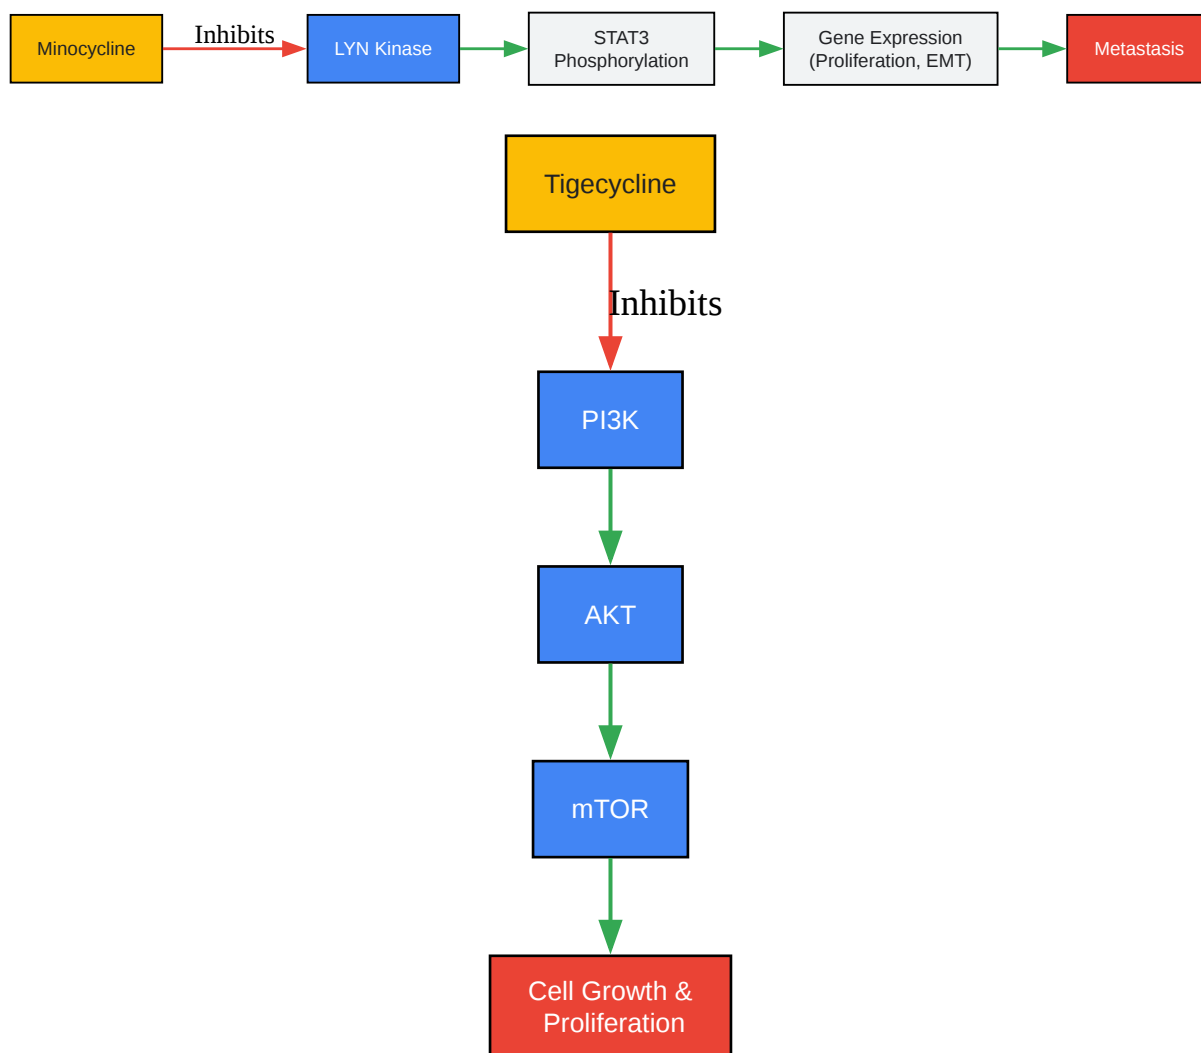 Minocycline
Inhibits
LYN Kinase
STAT3
Phosphorylation
Gene Expression
(Proliferation, EMT)
Metastasis
Tigecycline
Inhibits
PI3K
AKT
mTOR
Cell Growth &
Proliferation